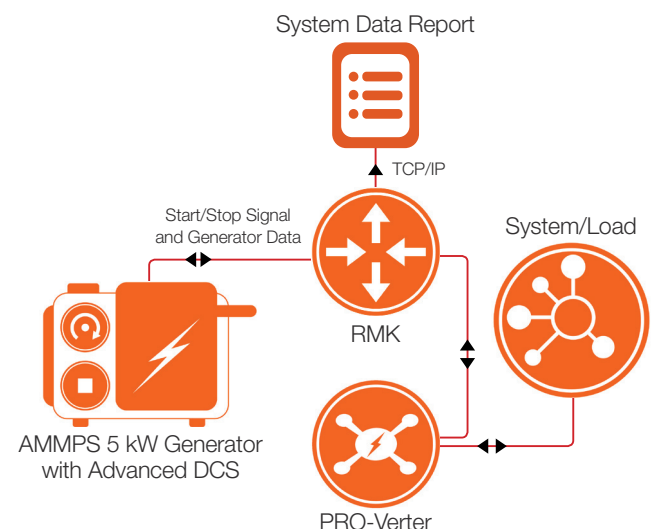 System Data Report
TCP/IP
Start/Stop Signal
and Generator Data
System/Load
RMK
AMMPS 5 kW Generator
with Advanced DCS
PRO-Verter